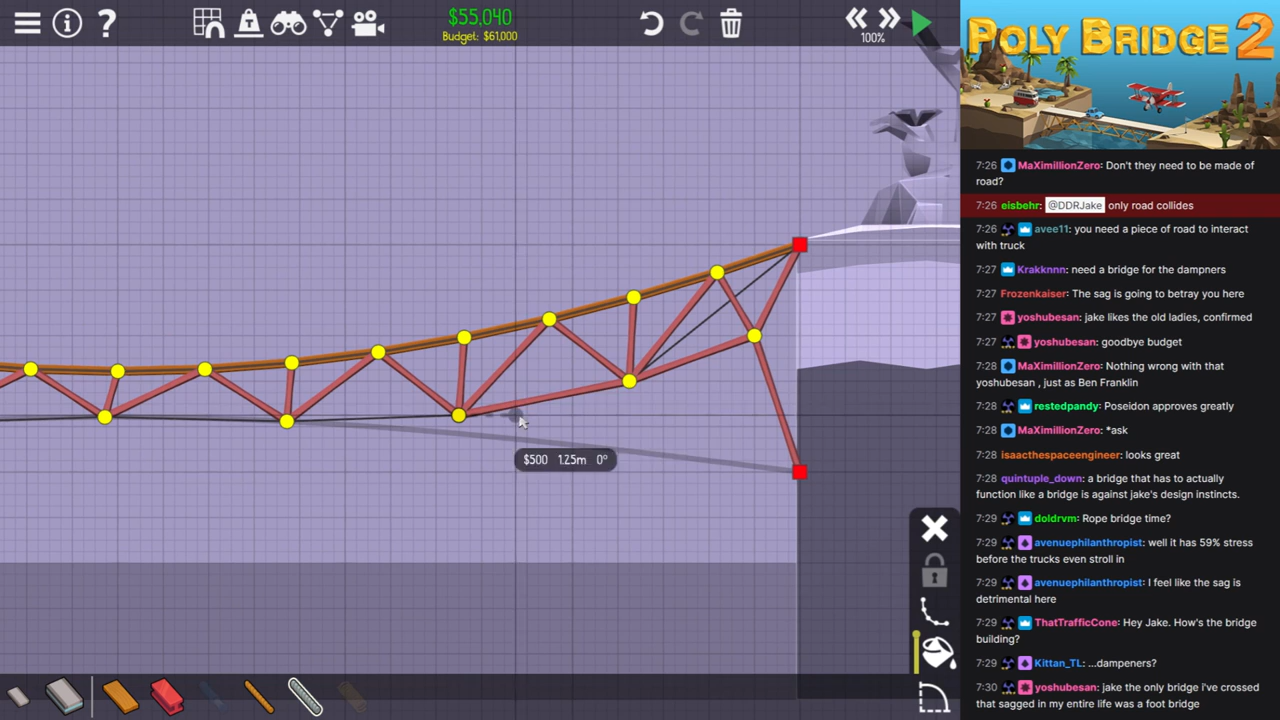 $55,040
Budget: $61,000
100%
$500 1.25m 0°
POLY BRIDGE 2
7:26 MaXimillionZero: Don't they need to be made of
road?
7:26 eisbehr: @DDRJake only road collides
7:26 avee11: you need a piece of road to interact
with truck
7:27 Krakknnn: need a bridge for the dampners
7:27 Frozenkaiser: The sag is going to betray you here
7:27 yoshubesan: jake likes the old ladies, confirmed
7:27 yoshubesan: goodbye budget
7:28 MaXimillionZero: Nothing wrong with that
yoshubesan , just as Ben Franklin
7:28 restedpandy: Poseidon approves greatly
7:28 MaXimillionZero: *ask
7:28 isaacthespaceengineer: looks great
7:28 quintuple_down: a bridge that has to actually
function like a bridge is against jake's design instincts.
7:29 doldrvm: Rope bridge time?
7:29 avenuephilanthropist: well it has 59% stress
before the trucks even stroll in
7:29 avenuephilanthropist: I feel like the sag is
detrimental here
7:29 ThatTrafficCone: Hey Jake. How's the bridge
building?
7:29 Kittan_TL: ...dampeners?
7:30 yoshubesan: jake the only bridge i've crossed
that sagged in my entire life was a foot bridge